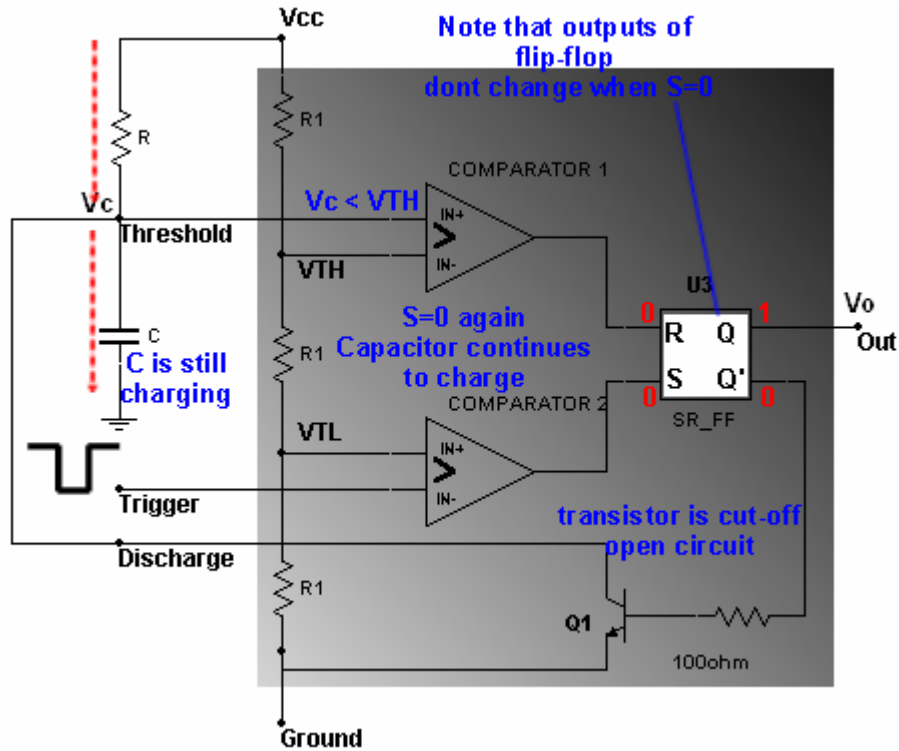 Vcc
Note that outputs of
flip-flop
dont change when S=0
R
R1
COMPARATOR 1
Vc
Vc < VTH
IN+
>
IN-
Threshold
VTH
U3
0
1
Vo
R
Q
Out
S=0 again
Capacitor continues
to charge
C
R1
S
Q'
0
0
C is still
charging
SR_FF
COMPARATOR 2
VTL
IN+
>
IN-
Trigger
transistor is cut-off
open circuit
Discharge
R1
Q1
100ohm
Ground